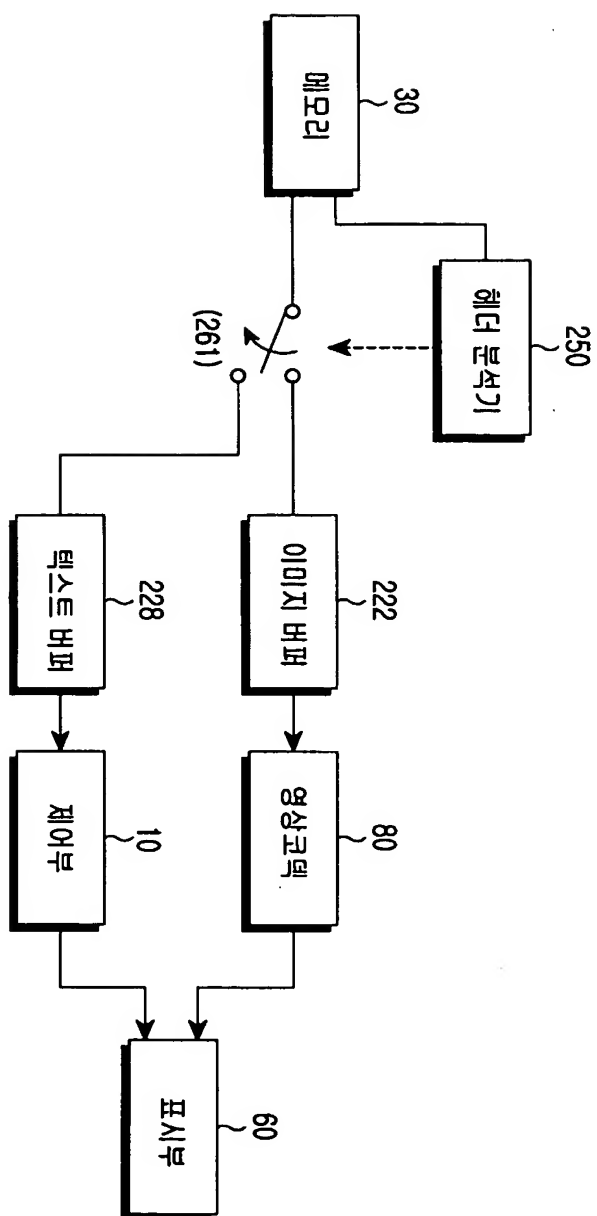 30
메모리
250
헤더 분석기
(261)
222
이미지 버퍼
228
텍스트 버퍼
80
영상코덱
10
제어부
60
표시부